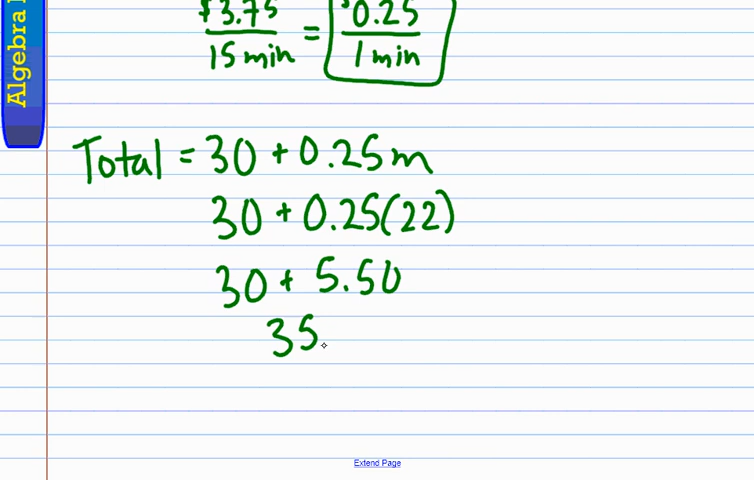 Algebra
$3.75 / 15 min = $0.25 / 1 min
Total = 30 + 0.25m
30 + 0.25(22)
30 + 5.50
35.
Extend Page